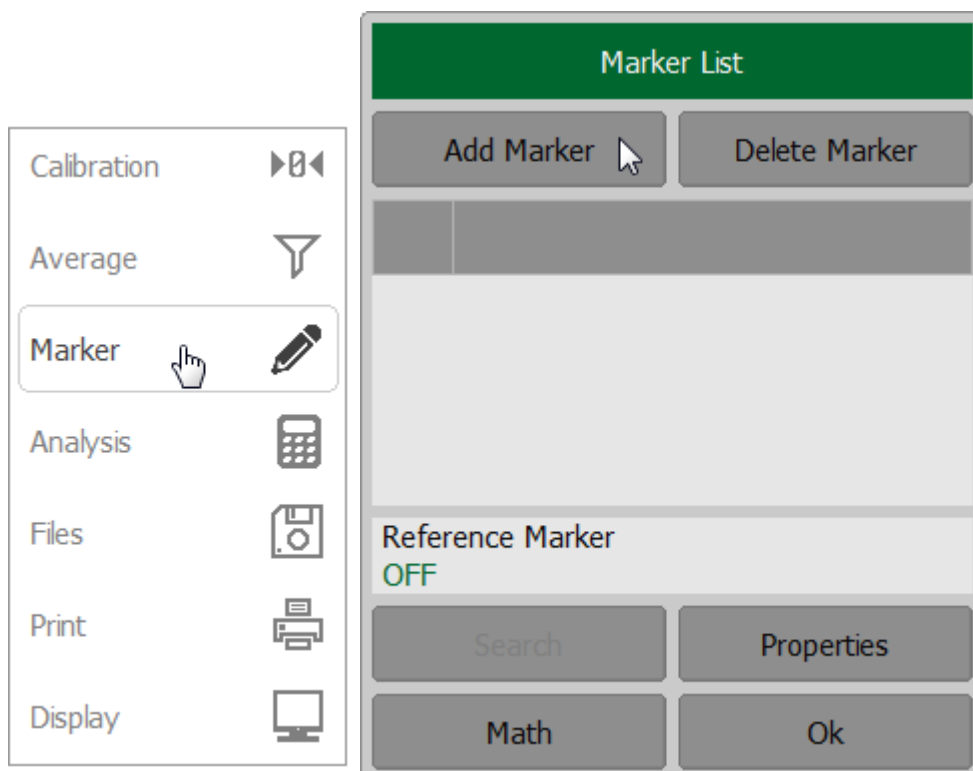 Calibration
Average
Marker
Analysis
Files
Print
Display
Marker List
Add Marker
Delete Marker
Reference Marker
OFF
Search
Properties
Math
Ok